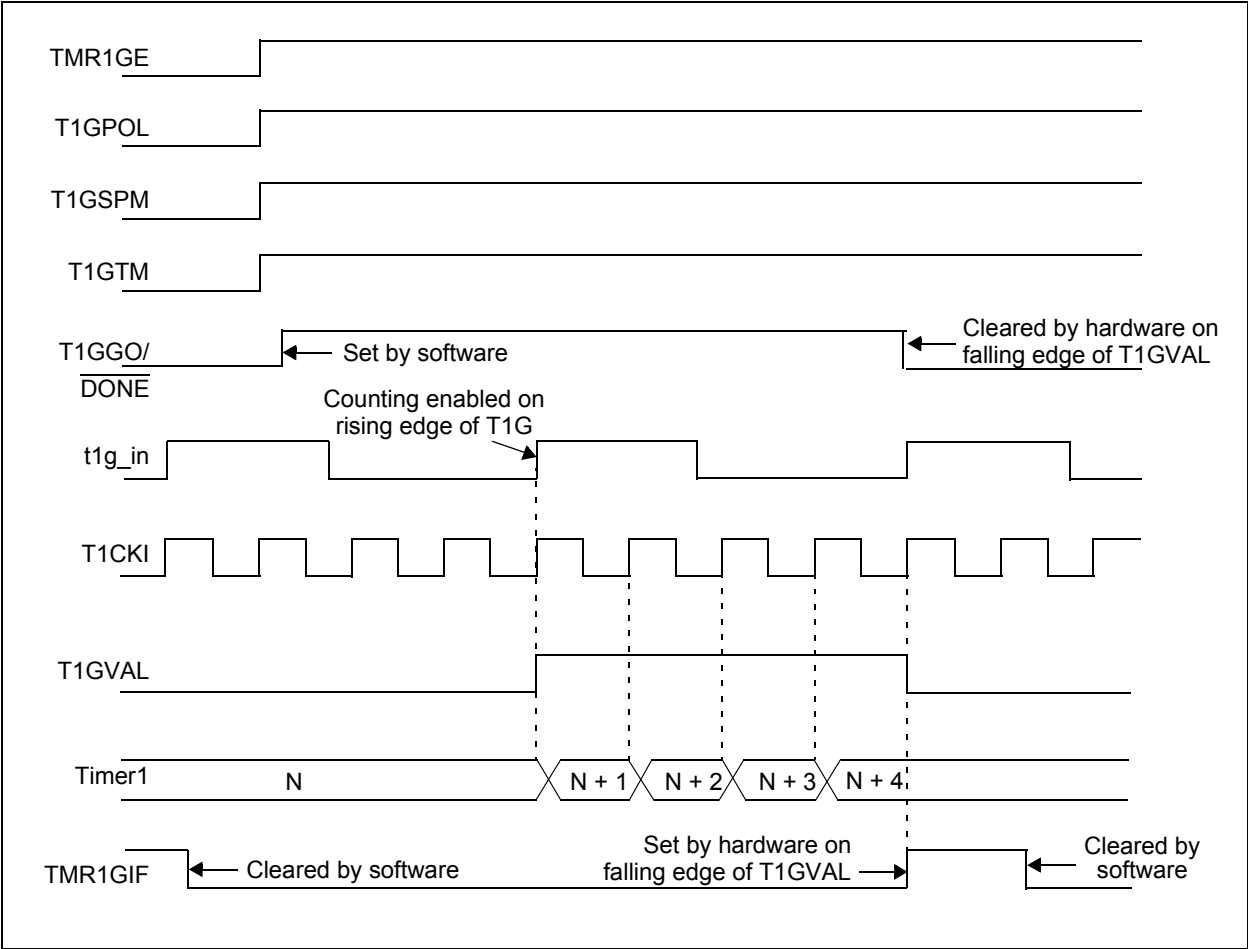 TMR1GE
T1GPOL
T1GSPM
T1GTM
T1GGO/
DONE
Set by software
Cleared by hardware on
falling edge of T1GVAL
Counting enabled on
rising edge of T1G
t1g_in
T1CKI
T1GVAL
Timer1
N
N + 1
N + 2
N + 3
N + 4
TMR1GIF
Cleared by software
Set by hardware on
falling edge of T1GVAL
Cleared by
software